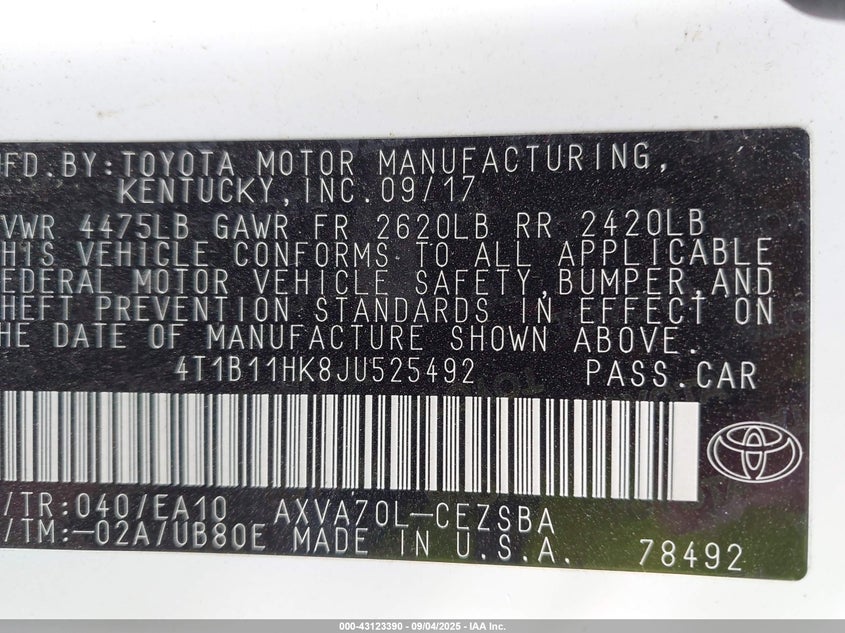 MFD.BY:TOYOTA MOTOR MANUFACTURING,
KENTUCKY,INC.09/17
VWR 4475LB GAWR FR 2620LB RR 2420LB
HIS VEHICLE CONFORMS TO ALL APPLICABLE
EDERAL MOTOR VEHICLE SAFETY,BUMPER,AND
HEFT PREVENTION STANDARDS IN EFFECT ON
HE DATE OF MANUFACTURE SHOWN ABOVE.
4T1B11HK8JU525492 PASS.CAR
/TR:040/EA10 AXVA70L-CEZSBA
/TM:-02A/UB80E MADE IN U.S.A. 78492
000-43123390 - 09/04/2025 - IAA Inc.